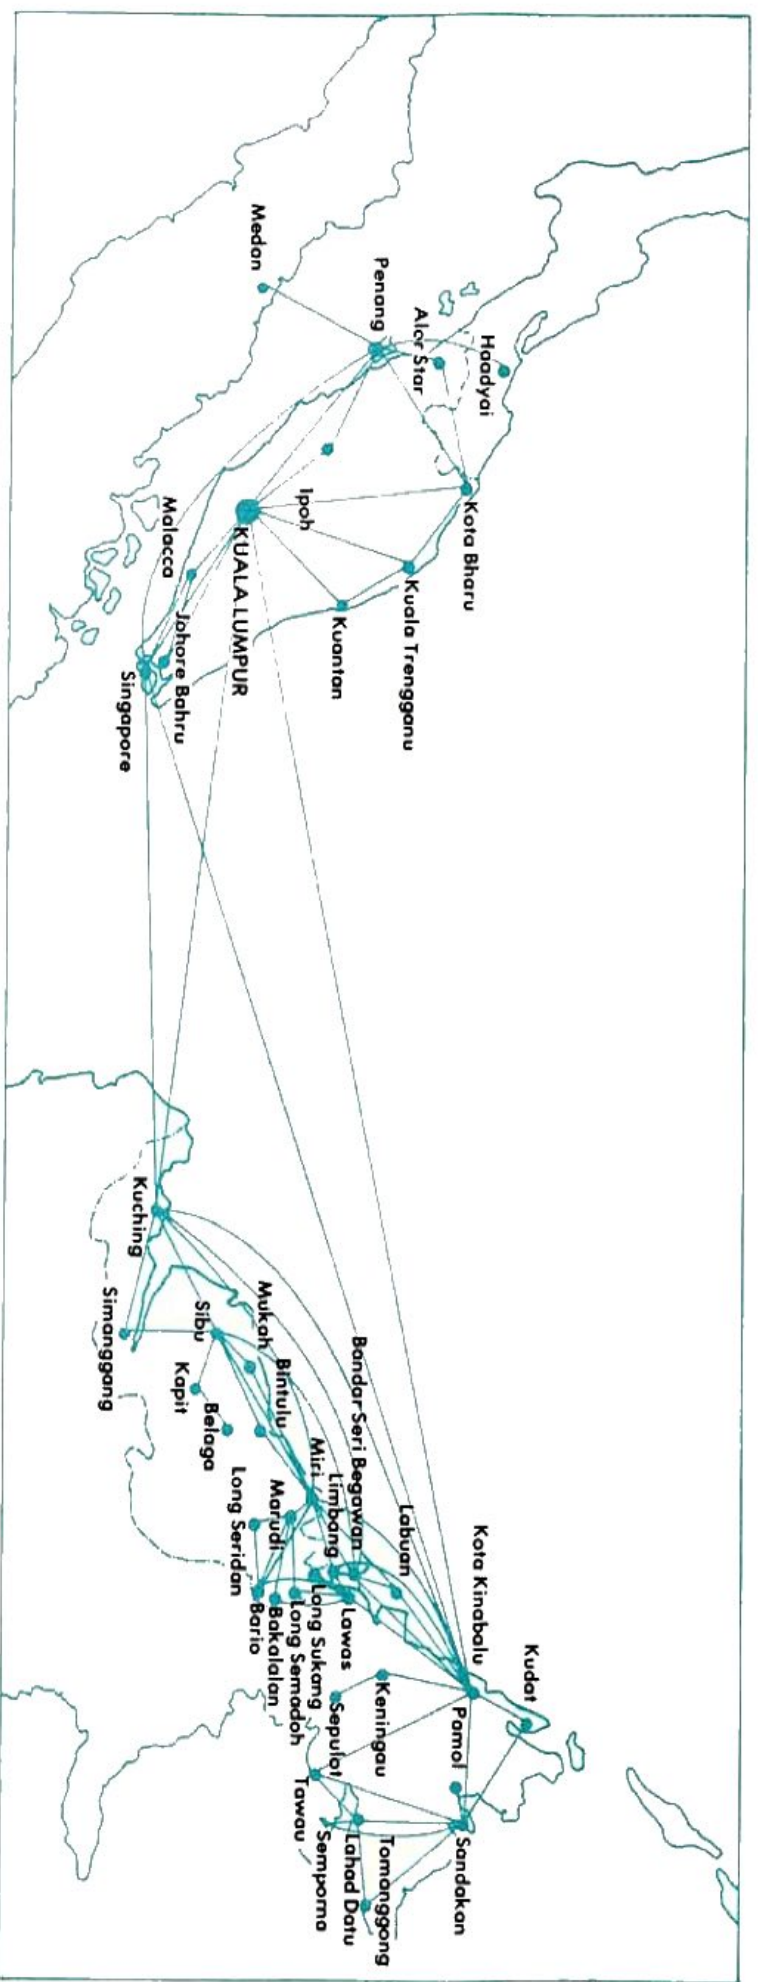 Medan
Penang
Alor Star
Haadyai
Ipoh
Kota Bharu
Kuala Trengganu
Kuantan
KUALA LUMPUR
Malacca
Johore Bahru
Singapore
Kuching
Simanggang
Sibu
Kapit
Belaga
Mukah
Bintulu
Miri
Marudi
Long Seridan
Bario
Bakalalan
Long Semadoh
Long Sukang
Lawas
Limbang
Bandar Seri Begawan
Labuan
Kota Kinabalu
Kudat
Keningau
Sepulot
Pamol
Sandakan
Tawau
Semporna
Lahad Datu
Tomanggong